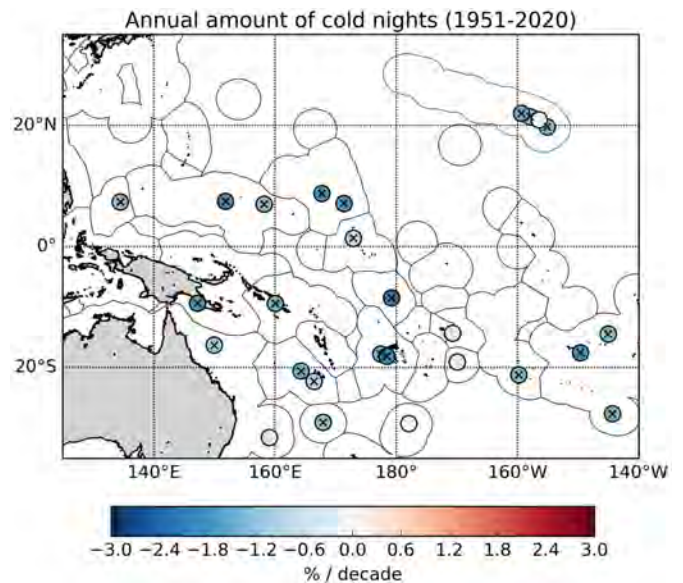 Annual amount of cold nights (1951-2020)
20°N
0°
20°S
140°E 160°E 180° 160°W 140°W
−3.0 −2.4 −1.8 −1.2 −0.6 0.0 0.6 1.2 1.8 2.4 3.0
% / decade